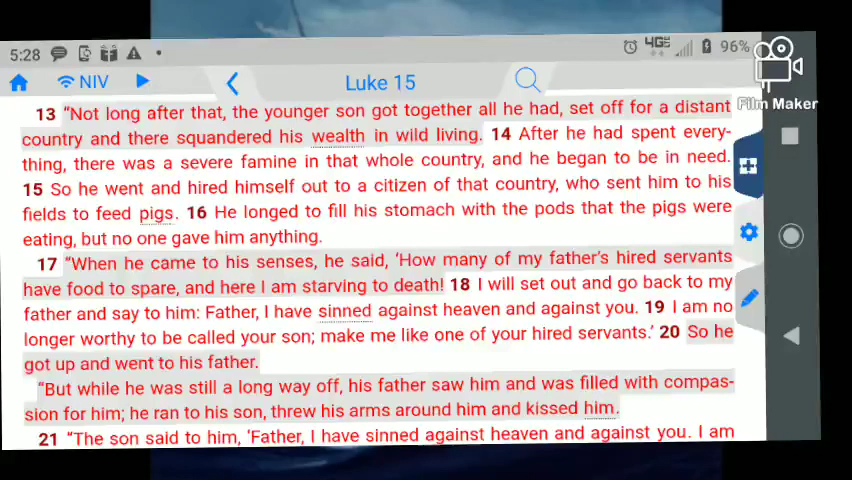 5:28
4G
96%
NIV
Luke 15
Film Maker
13 “Not long after that, the younger son got together all he had, set off for a distant
country and there squandered his wealth in wild living. 14 After he had spent every-
thing, there was a severe famine in that whole country, and he began to be in need.
15 So he went and hired himself out to a citizen of that country, who sent him to his
fields to feed pigs. 16 He longed to fill his stomach with the pods that the pigs were
eating, but no one gave him anything.
17 “When he came to his senses, he said, ‘How many of my father’s hired servants
have food to spare, and here I am starving to death! 18 I will set out and go back to my
father and say to him: Father, I have sinned against heaven and against you. 19 I am no
longer worthy to be called your son; make me like one of your hired servants.’ 20 So he
got up and went to his father.
“But while he was still a long way off, his father saw him and was filled with compas-
sion for him; he ran to his son, threw his arms around him and kissed him.
21 “The son said to him, ‘Father, I have sinned against heaven and against you. I am